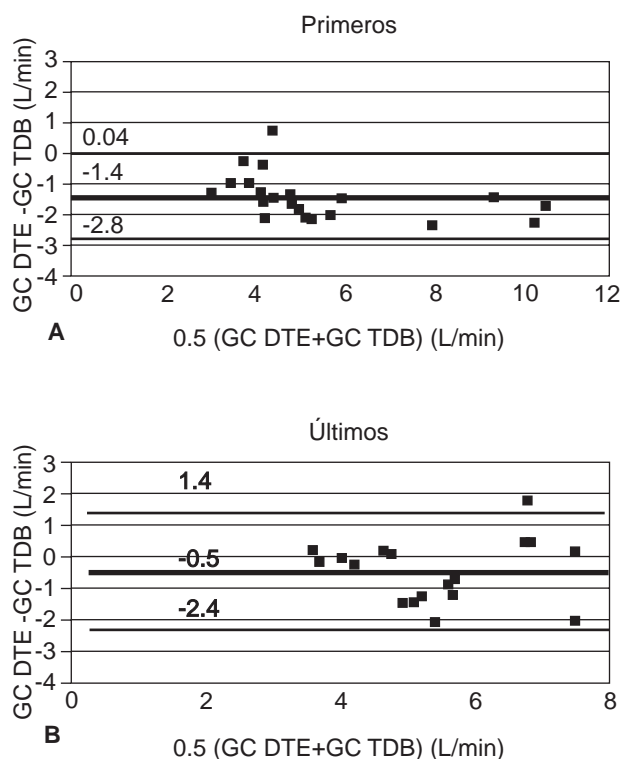 Primeros
GC DTE -GC TDB (L/min)
3
2
1
0.04
0
-1.4
-1
-2
-2.8
-3
-4
0 2 4 6 8 10 12
A
0.5 (GC DTE+GC TDB) (L/min)
Últimos
GC DTE -GC TDB (L/min)
3
1.4
2
1
0
-0.5
-1
-2.4
-2
-3
-4
0 2 4 6 8
B
0.5 (GC DTE+GC TDB) (L/min)